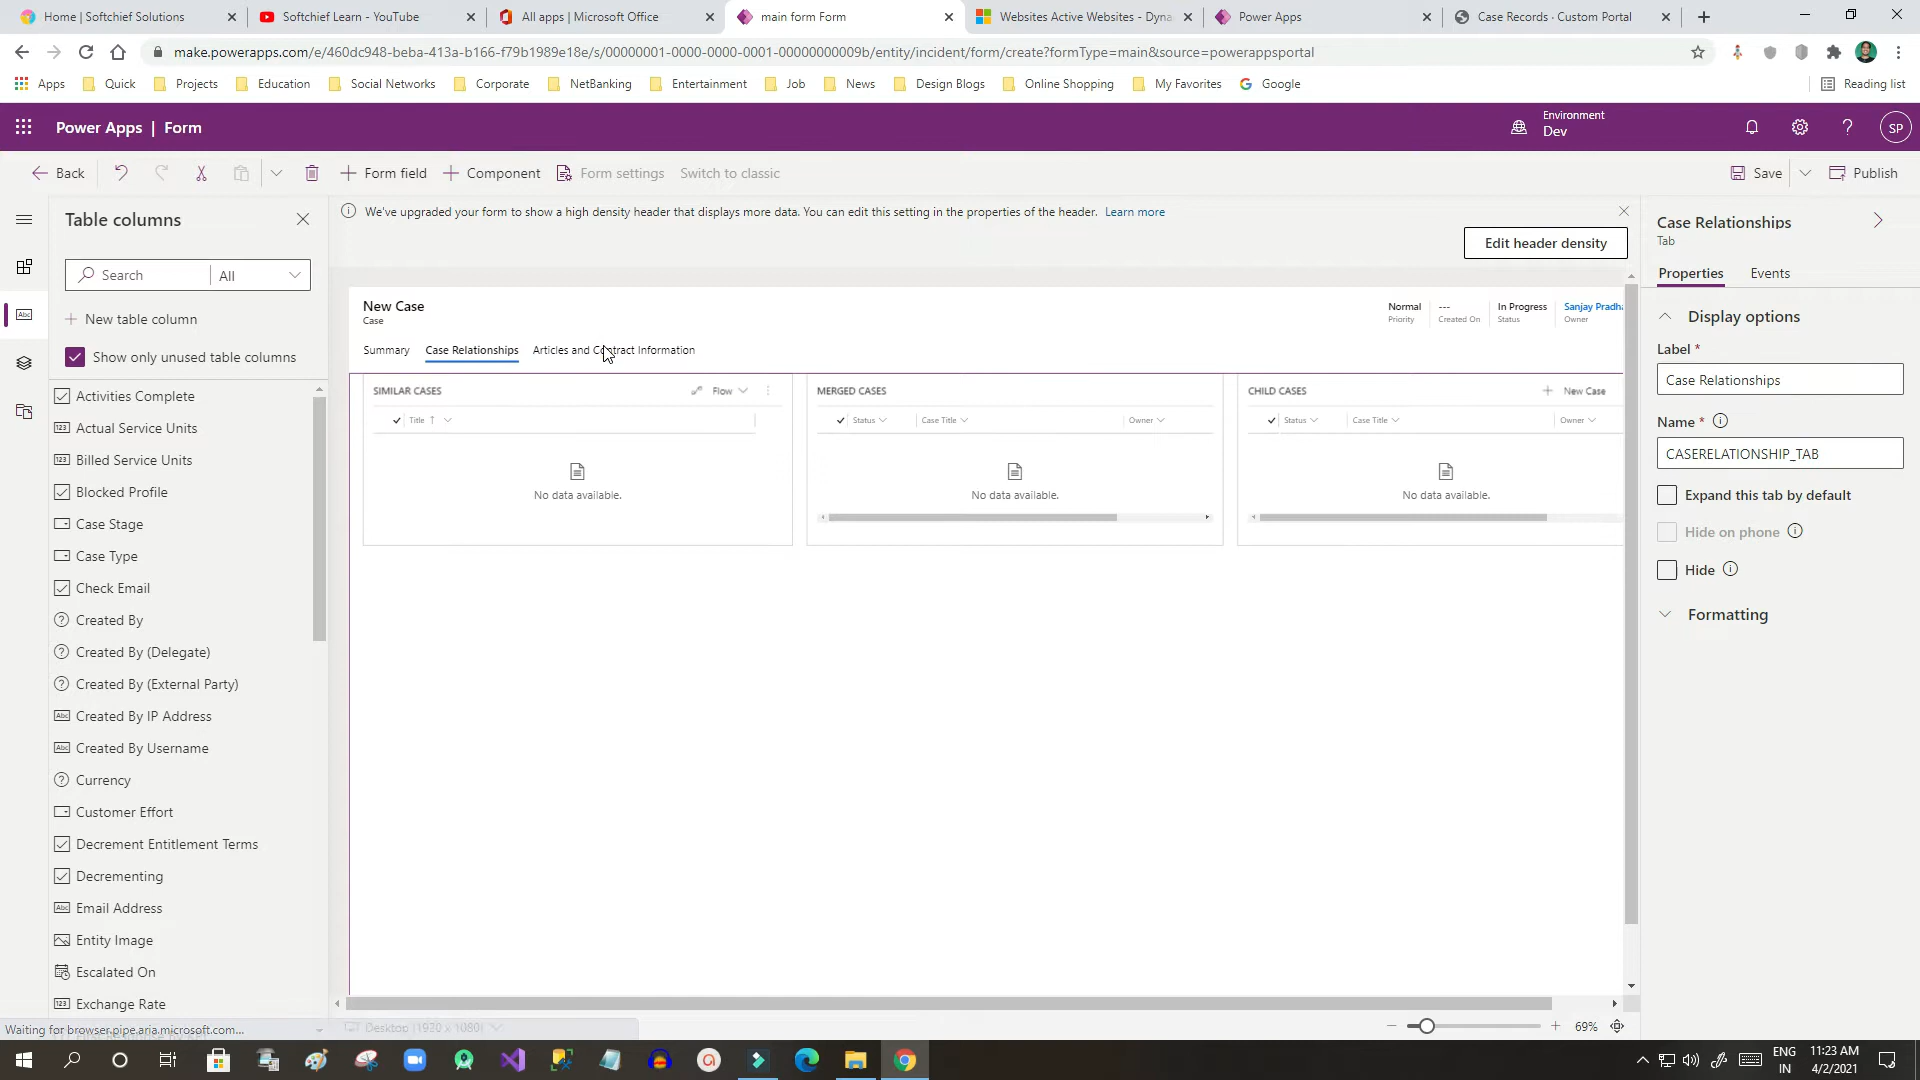 Home | Softchief Solutions
Softchief Learn - YouTube
All apps | Microsoft Office
main form Form
Websites Active Websites - Dyna
Power Apps
Case Records · Custom Portal
make.powerapps.com/e/460dc948-beba-413a-b166-f79b1989e18e/s/00000001-0000-0000-0001-00000000009b/entity/incident/form/create?formType=main&source=powerappsportal
Apps Quick Projects Education Social Networks Corporate NetBanking Entertainment Job News Design Blogs Online Shopping My Favorites Google Reading list
Power Apps | Form
Environment
Dev
SP
Back
Form field
Component
Form settings
Switch to classic
Save
Publish
Table columns
Search
All
New table column
Show only unused table columns
Activities Complete
Actual Service Units
Billed Service Units
Blocked Profile
Case Stage
Case Type
Check Email
Created By
Created By (Delegate)
Created By (External Party)
Created By IP Address
Created By Username
Currency
Customer Effort
Decrement Entitlement Terms
Decrementing
Email Address
Entity Image
Escalated On
Exchange Rate
Waiting for browser.pipe.aria.microsoft.com...
We've upgraded your form to show a high density header that displays more data. You can edit this setting in the properties of the header. Learn more
Edit header density
New Case
Case
Normal
Priority
---
Created On
In Progress
Status
Sanjay Pradha
Owner
Summary
Case Relationships
Articles and Contract Information
SIMILAR CASES
Flow
Title
No data available.
MERGED CASES
Status Case Title Owner
No data available.
CHILD CASES
New Case
Status Case Title Owner
No data available.
Desktop (1920 x 1080)
69%
Case Relationships
Tab
Properties
Events
Display options
Label *
Case Relationships
Name *
CASERELATIONSHIP_TAB
Expand this tab by default
Hide on phone
Hide
Formatting
ENG
IN
11:23 AM
4/2/2021